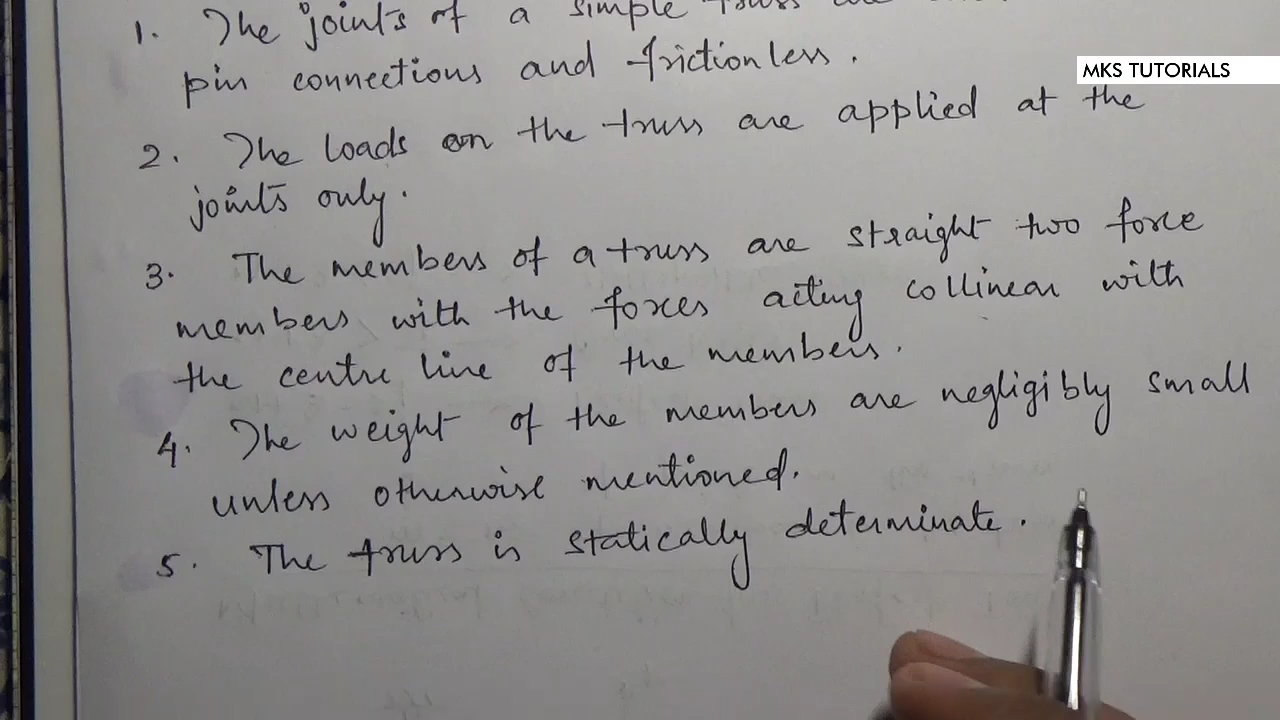 1. The joints of a simple truss are
pin connections and frictionless.
MKS TUTORIALS
2. The loads on the truss are applied at the
joints only.
3. The members of a truss are straight two force
members with the forces acting collinear with
the centre line of the members.
4. The weight of the members are negligibly small
unless otherwise mentioned.
5. The truss is statically determinate.